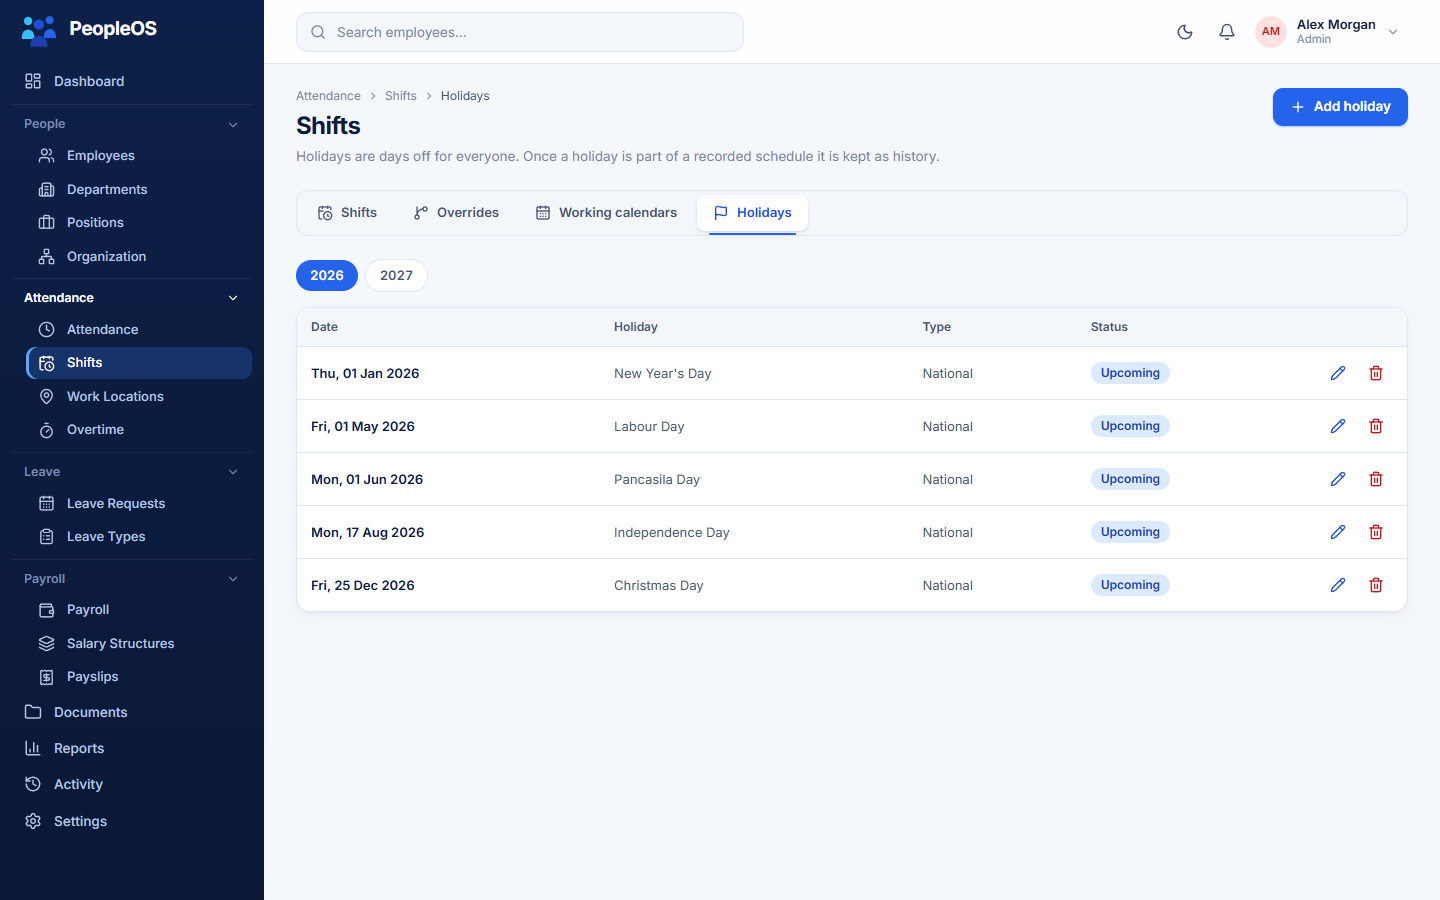 PeopleOS
Dashboard
People
Employees
Departments
Positions
Organization
Attendance
Attendance
Shifts
Work Locations
Overtime
Leave
Leave Requests
Leave Types
Payroll
Payroll
Salary Structures
Payslips
Documents
Reports
Activity
Settings
Search employees...
AM
Alex Morgan
Admin
Attendance > Shifts > Holidays
Shifts
Holidays are days off for everyone. Once a holiday is part of a recorded schedule it is kept as history.
Add holiday
Shifts Overrides Working calendars Holidays
2026 2027
Date Holiday Type Status
Thu, 01 Jan 2026 New Year's Day National Upcoming
Fri, 01 May 2026 Labour Day National Upcoming
Mon, 01 Jun 2026 Pancasila Day National Upcoming
Mon, 17 Aug 2026 Independence Day National Upcoming
Fri, 25 Dec 2026 Christmas Day National Upcoming